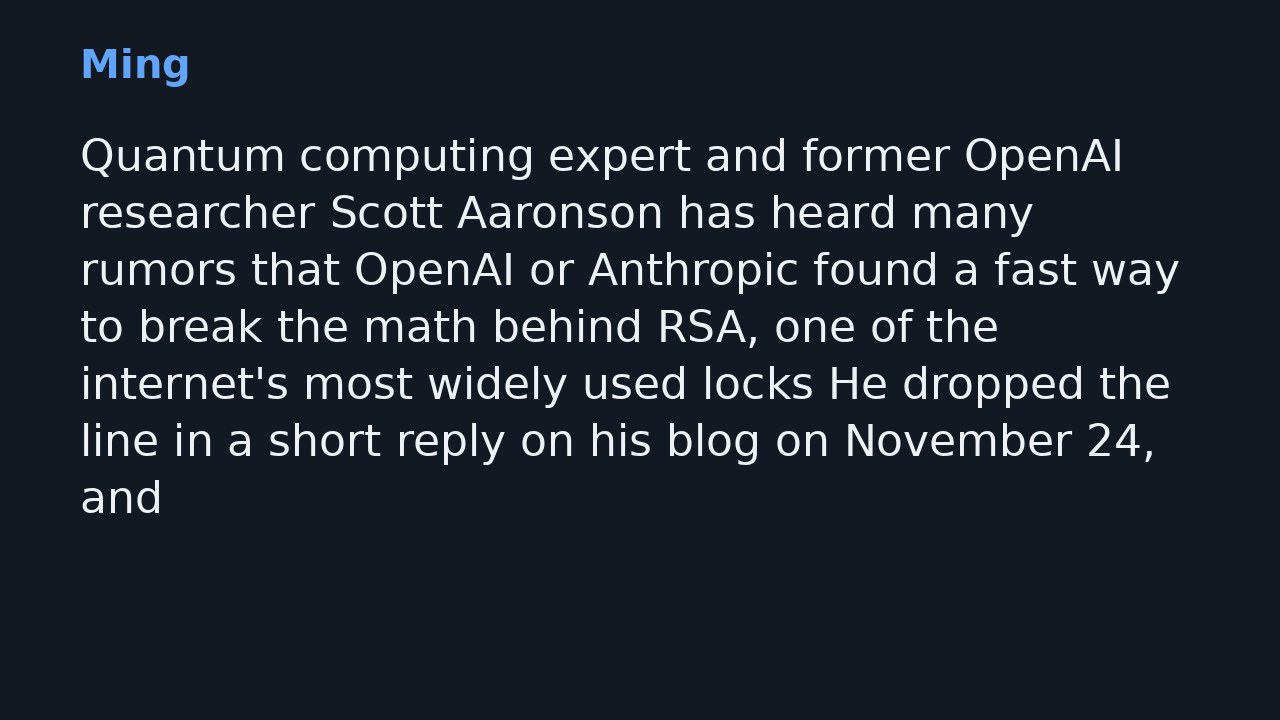 Ming
Quantum computing expert and former OpenAI
researcher Scott Aaronson has heard many
rumors that OpenAI or Anthropic found a fast way
to break the math behind RSA, one of the
internet's most widely used locks He dropped the
line in a short reply on his blog on November 24,
and